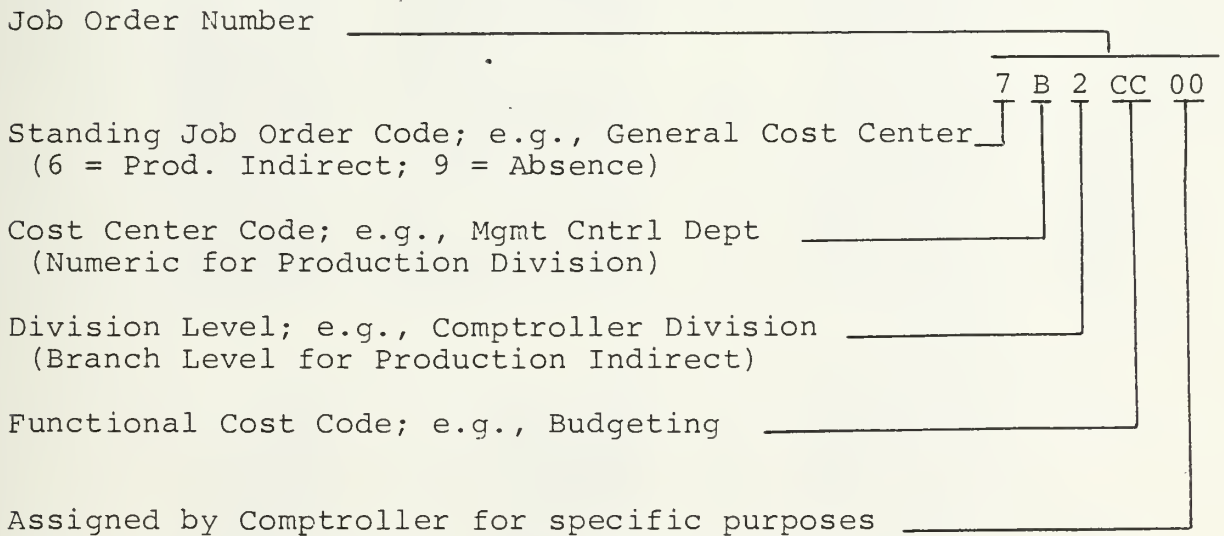 Job Order Number
7 B 2 CC 00
Standing Job Order Code; e.g., General Cost Center
(6 = Prod. Indirect; 9 = Absence)
Cost Center Code; e.g., Mgmt Cntrl Dept
(Numeric for Production Division)
Division Level; e.g., Comptroller Division
(Branch Level for Production Indirect)
Functional Cost Code; e.g., Budgeting
Assigned by Comptroller for specific purposes